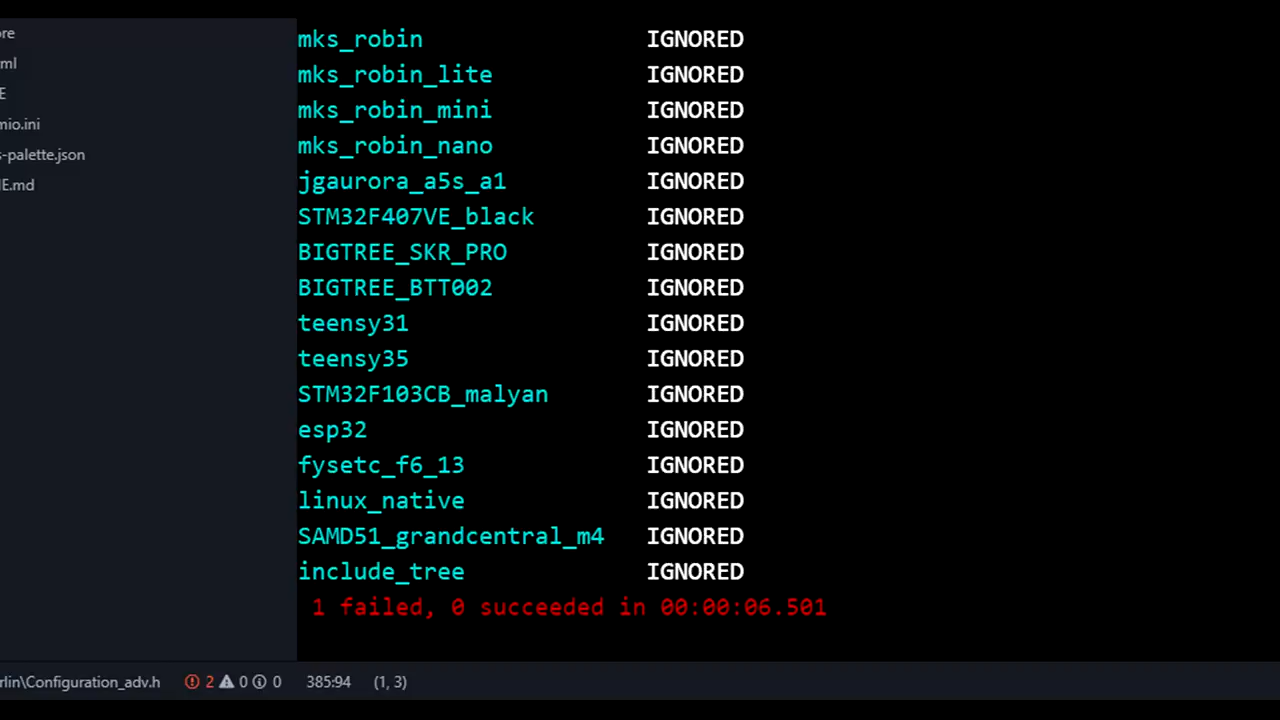 re
ml
E
mio.ini
s-palette.json
E.md
mks_robin IGNORED
mks_robin_lite IGNORED
mks_robin_mini IGNORED
mks_robin_nano IGNORED
jgaurora_a5s_a1 IGNORED
STM32F407VE_black IGNORED
BIGTREE_SKR_PRO IGNORED
BIGTREE_BTT002 IGNORED
teensy31 IGNORED
teensy35 IGNORED
STM32F103CB_malyan IGNORED
esp32 IGNORED
fysetc_f6_13 IGNORED
linux_native IGNORED
SAMD51_grandcentral_m4 IGNORED
include_tree IGNORED
1 failed, 0 succeeded in 00:00:06.501
rlin\Configuration_adv.h 2 0 0 385:94 (1, 3)